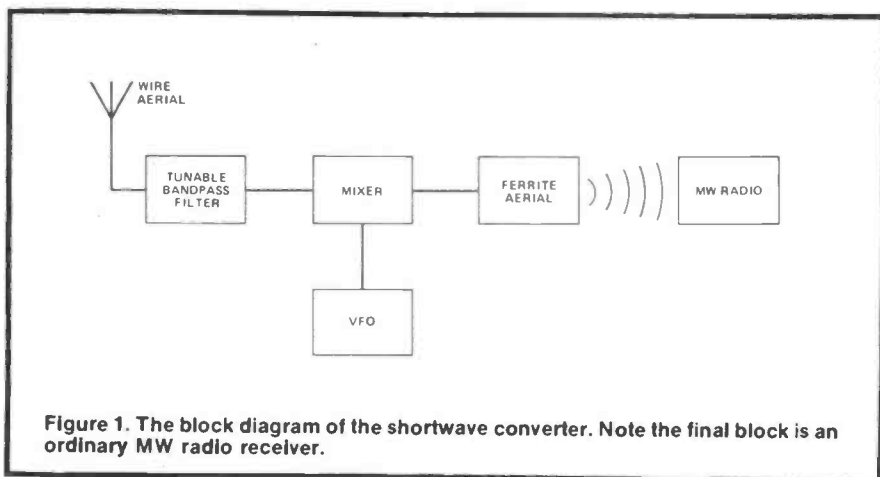 WIRE
AERIAL
TUNABLE
BANDPASS
FILTER
MIXER
FERRITE
AERIAL
MW RADIO
VFO
Figure 1. The block diagram of the shortwave converter. Note the final block is an
ordinary MW radio receiver.